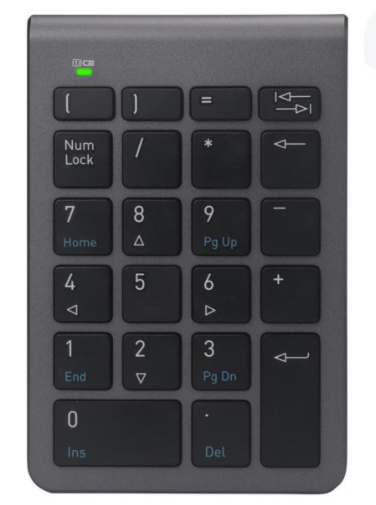 ( ) =
Num
Lock
/ * ←
7 8 9 −
Home Pg Up
4 5 6 +
1 2 3
End Pg Dn
0 .
Ins Del